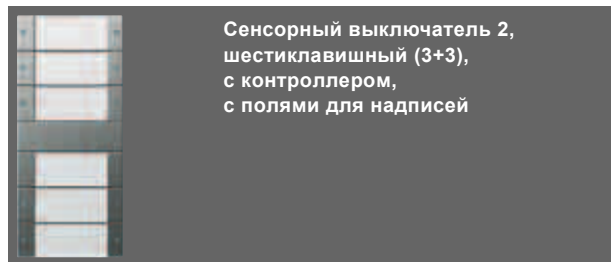 Сенсорный выключатель 2,
шестиклавишный (3+3),
с контроллером,
с полями для надписей